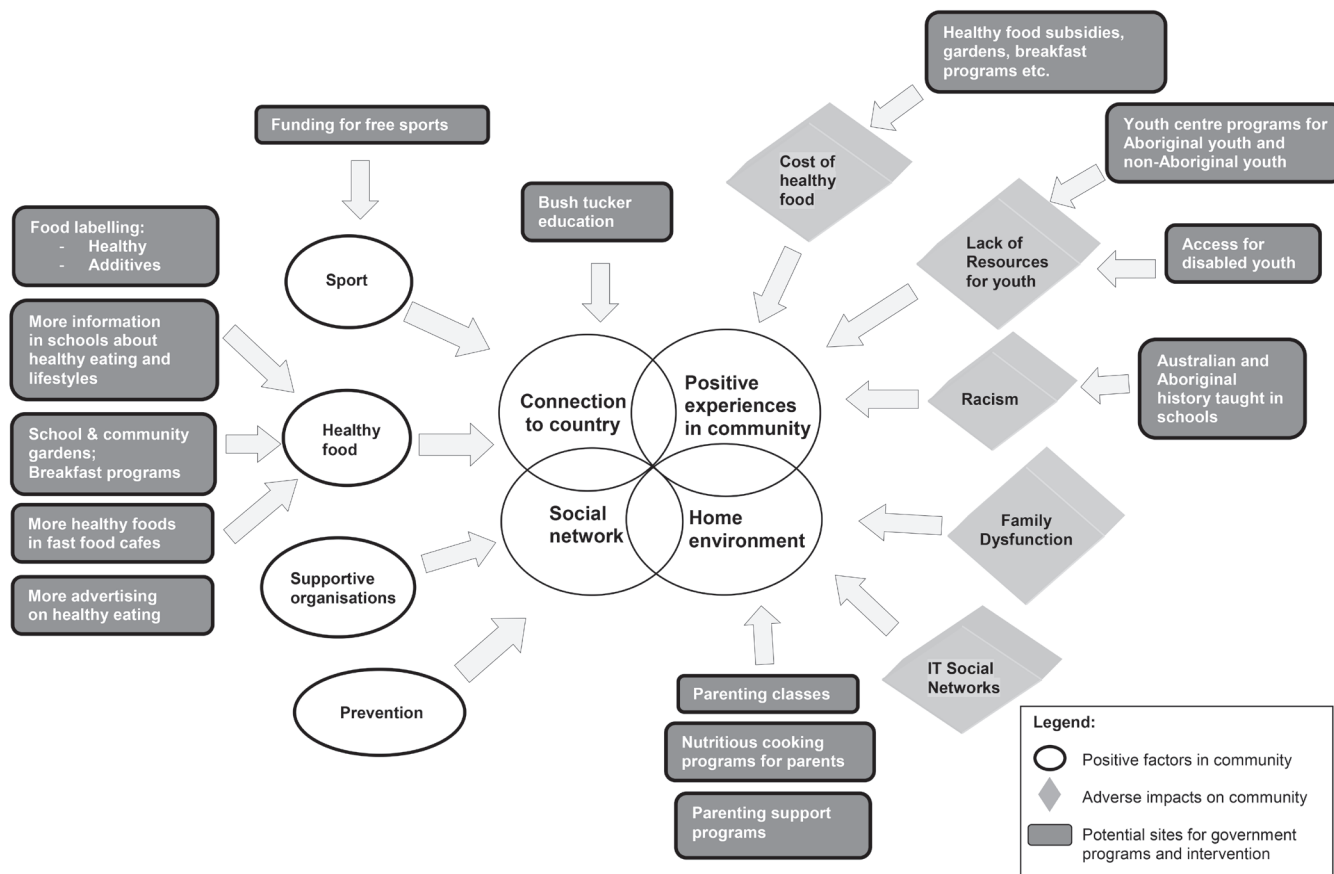 Healthy food subsidies,
gardens, breakfast
programs etc.
Funding for free sports
Youth centre programs for
Aboriginal youth and
non-Aboriginal youth
Cost of
healthy
food
Bush tucker
education
Food labelling:
- Healthy
- Additives
Sport
Lack of
Resources
for youth
Access for
disabled youth
More information
in schools about
healthy eating and
lifestyles
Connection
to country
Positive
experiences
in community
Racism
Australian and
Aboriginal
history taught in
schools
School & community
gardens;
Breakfast programs
Healthy
food
More healthy foods
in fast food cafes
Social
network
Home
environment
Family
Dysfunction
Supportive
organisations
More advertising
on healthy eating
Prevention
IT Social
Networks
Parenting classes
Nutritious cooking
programs for parents
Parenting support
programs
Legend:
Positive factors in community
Adverse impacts on community
Potential sites for government
programs and intervention